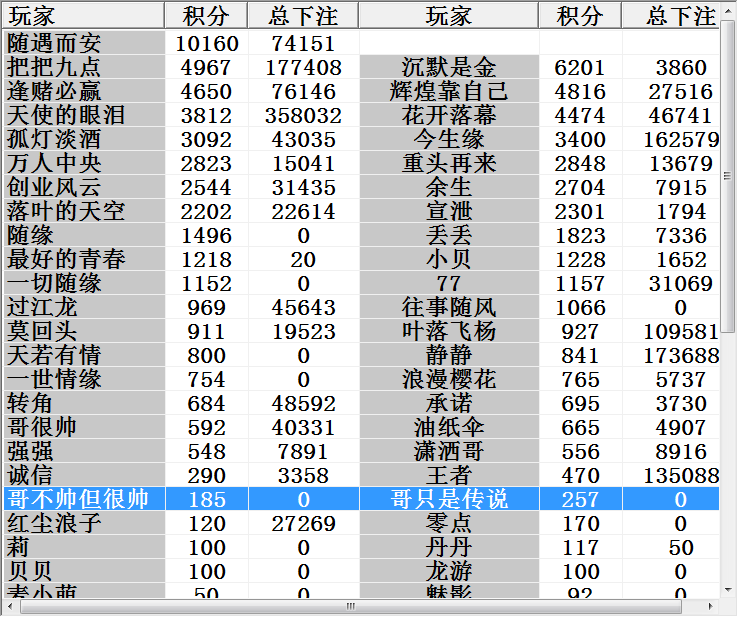 玩家 积分 总下注 玩家 积分 总下注
随遇而安 10160 74151
把把九点 4967 177408 沉默是金 6201 3860
逢赌必赢 4650 76146 辉煌靠自己 4816 27516
天使的眼泪 3812 358032 花开落幕 4474 46741
孤灯淡酒 3092 43035 今生缘 3400 162579
万人中央 2823 15041 重头再来 2848 13679
创业风云 2544 31435 余生 2704 7915
落叶的天空 2202 22614 宣泄 2301 1794
随缘 1496 0 丢丢 1823 7336
最好的青春 1218 20 小贝 1228 1652
一切随缘 1152 0 77 1157 31069
过江龙 969 45643 往事随风 1066 0
莫回头 911 19523 叶落飞杨 927 109581
天若有情 800 0 静静 841 173688
一世情缘 754 0 浪漫樱花 765 5737
转角 684 48592 承诺 695 3730
哥很帅 592 40331 油纸伞 665 4907
强强 548 7891 潇洒哥 556 8916
诚信 290 3358 王者 470 135088
哥不帅但很帅 185 0 哥只是传说 257 0
红尘浪子 120 27269 零点 170 0
莉 100 0 丹丹 117 50
贝贝 100 0 龙游 100 0
麦小萌 50 0 魅影 92 0